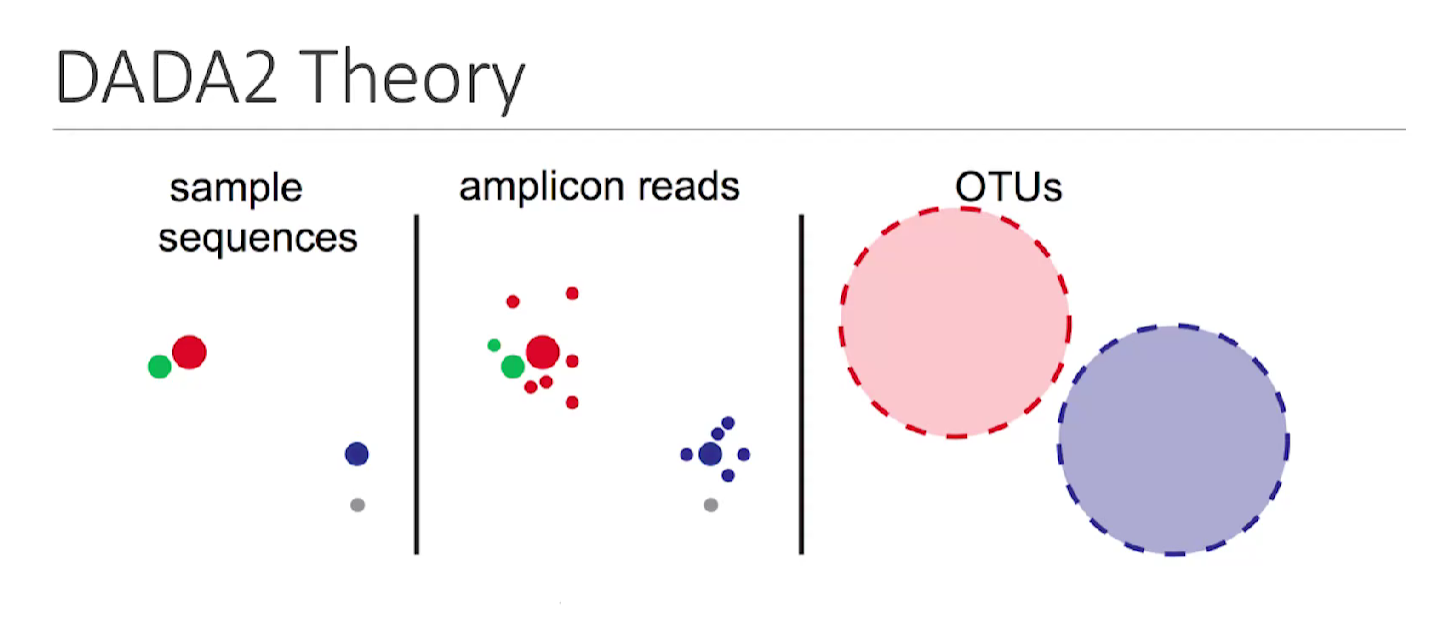 DADA2 Theory
sample
sequences
amplicon reads
OTUs